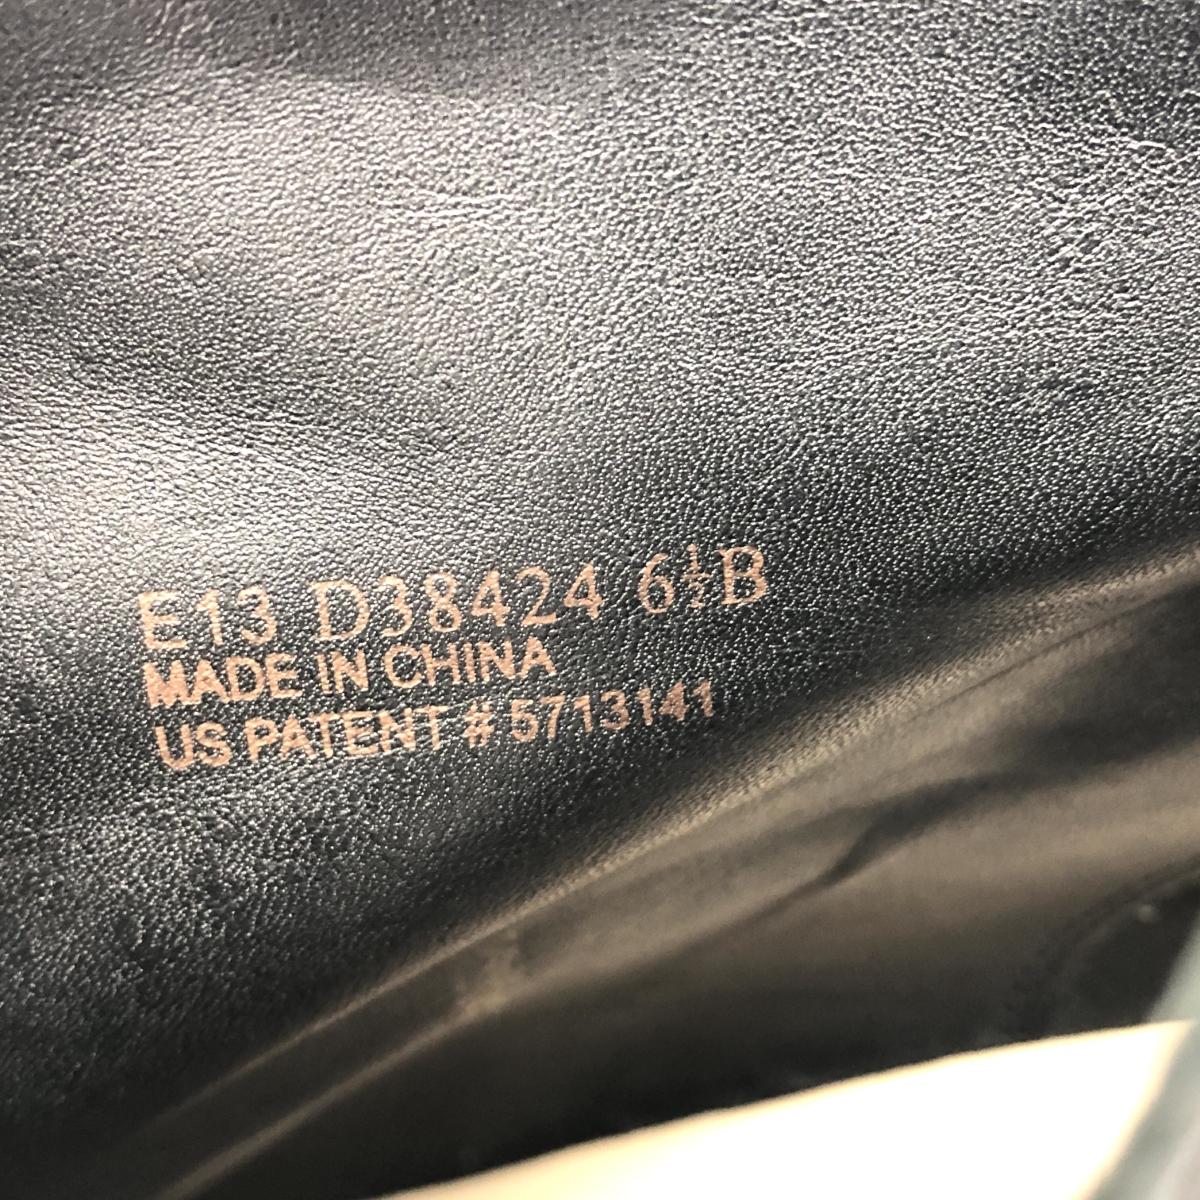 E13 D38424 6½B
MADE IN CHINA
US PATENT # 5713141